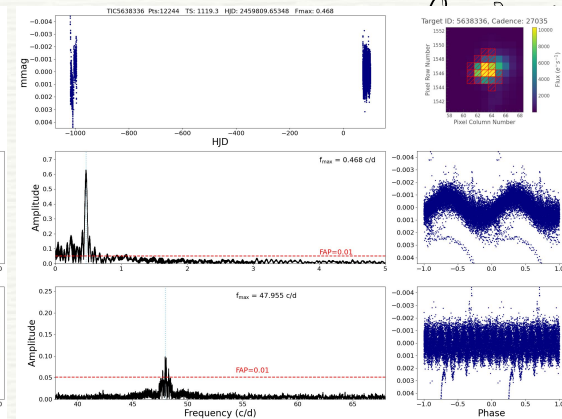 TIC5638336 Pts:12244 TS: 1119.3 HJD: 2459809.65348 Fmax: 0.468
−0.004
−0.003
−0.002
−0.001
0.000
0.001
0.002
0.003
0.004
mmag
−1000 −800 −600 −400 −200 0
HJD
Target ID: 5638336, Cadence: 27035
1552
1550
1548
1546
1544
1542
Pixel Row Number
58 60 62 64 66 68
Pixel Column Number
10000
8000
6000
4000
2000
Flux (e⁻s⁻¹)
0.7
0.6
0.5
0.4
0.3
0.2
0.1
0.0
Amplitude
fmax = 0.468 c/d
FAP=0.01
0 1 2 3 4 5
−0.004
−0.003
−0.002
−0.001
0.000
0.001
0.002
0.003
0.004
−1.0 −0.5 0.0 0.5 1.0
0.25
0.20
0.15
0.10
0.05
0.00
Amplitude
fmax = 47.955 c/d
FAP=0.01
40 45 50 55 60 65
Frequency (c/d)
−0.004
−0.003
−0.002
−0.001
0.000
0.001
0.002
0.003
0.004
−1.0 −0.5 0.0 0.5 1.0
Phase